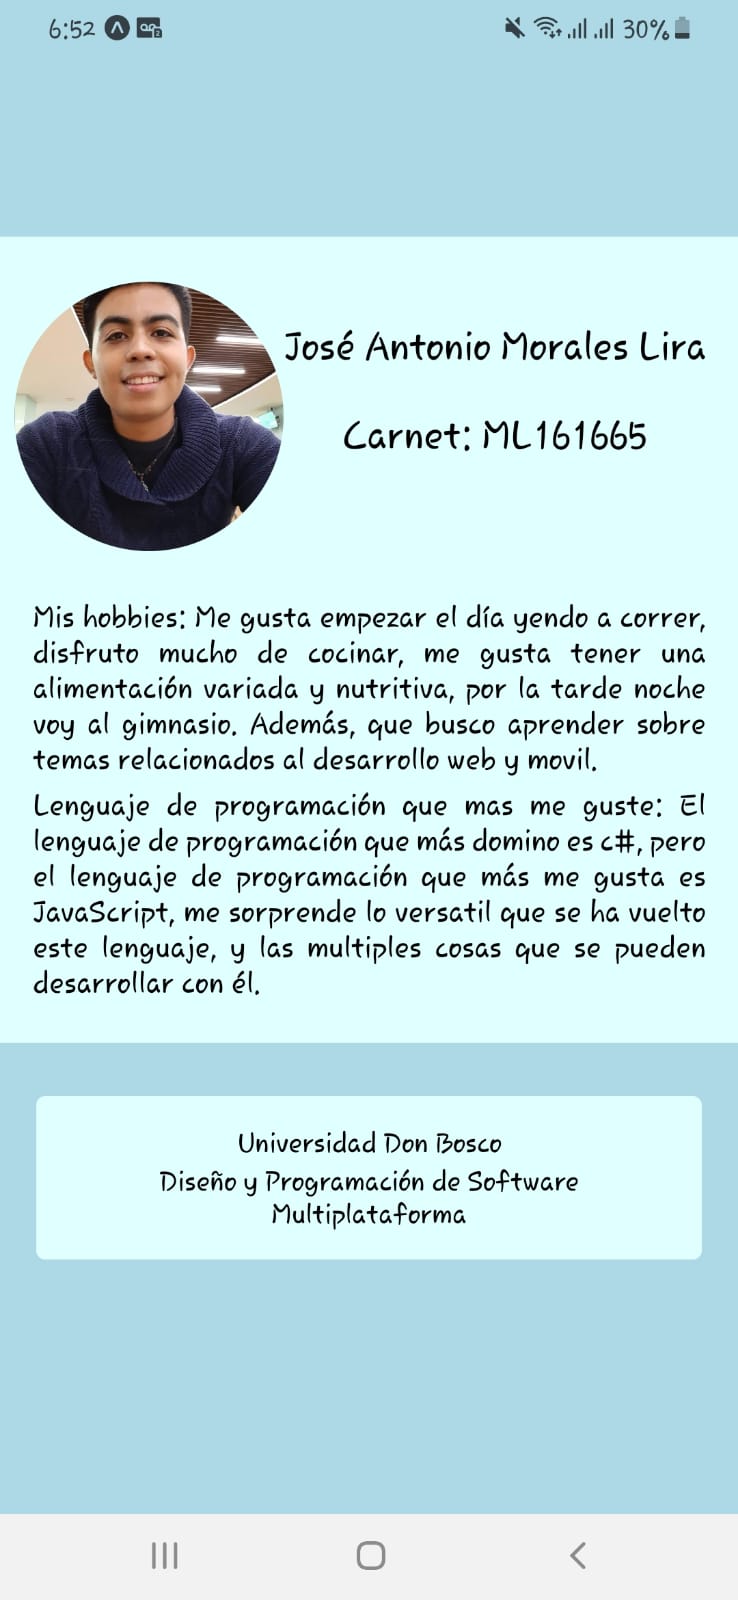 6:52
30%
José Antonio Morales Lira
Carnet: ML161665
Mis hobbies: Me gusta empezar el día yendo a correr,
disfruto mucho de cocinar, me gusta tener una
alimentación variada y nutritiva, por la tarde noche
voy al gimnasio. Además, que busco aprender sobre
temas relacionados al desarrollo web y movil.
Lenguaje de programación que mas me guste: El
lenguaje de programación que más domino es c#, pero
el lenguaje de programación que más me gusta es
JavaScript, me sorprende lo versatil que se ha vuelto
este lenguaje, y las multiples cosas que se pueden
desarrollar con él.
Universidad Don Bosco
Diseño y Programación de Software
Multiplataforma